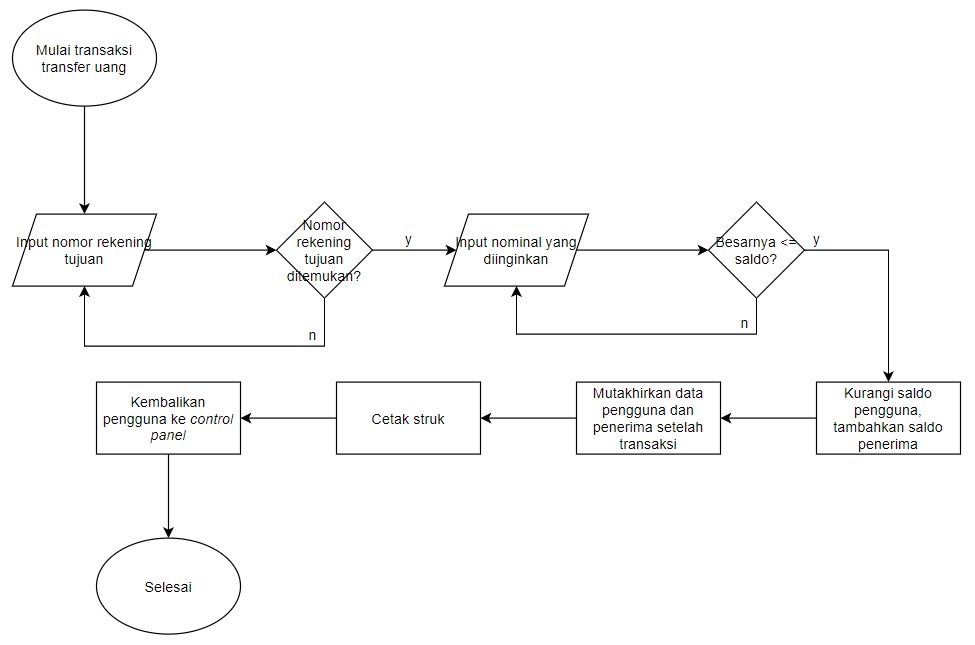 Mulai transaksi
transfer uang
Input nomor rekening
tujuan
Nomor
rekening
tujuan
ditemukan?
y
n
Input nominal yang
diinginkan
Besarnya <=
saldo?
y
n
Kurangi saldo
pengguna,
tambahkan saldo
penerima
Mutakhirkan data
pengguna dan
penerima setelah
transaksi
Cetak struk
Kembalikan
pengguna ke control
panel
Selesai